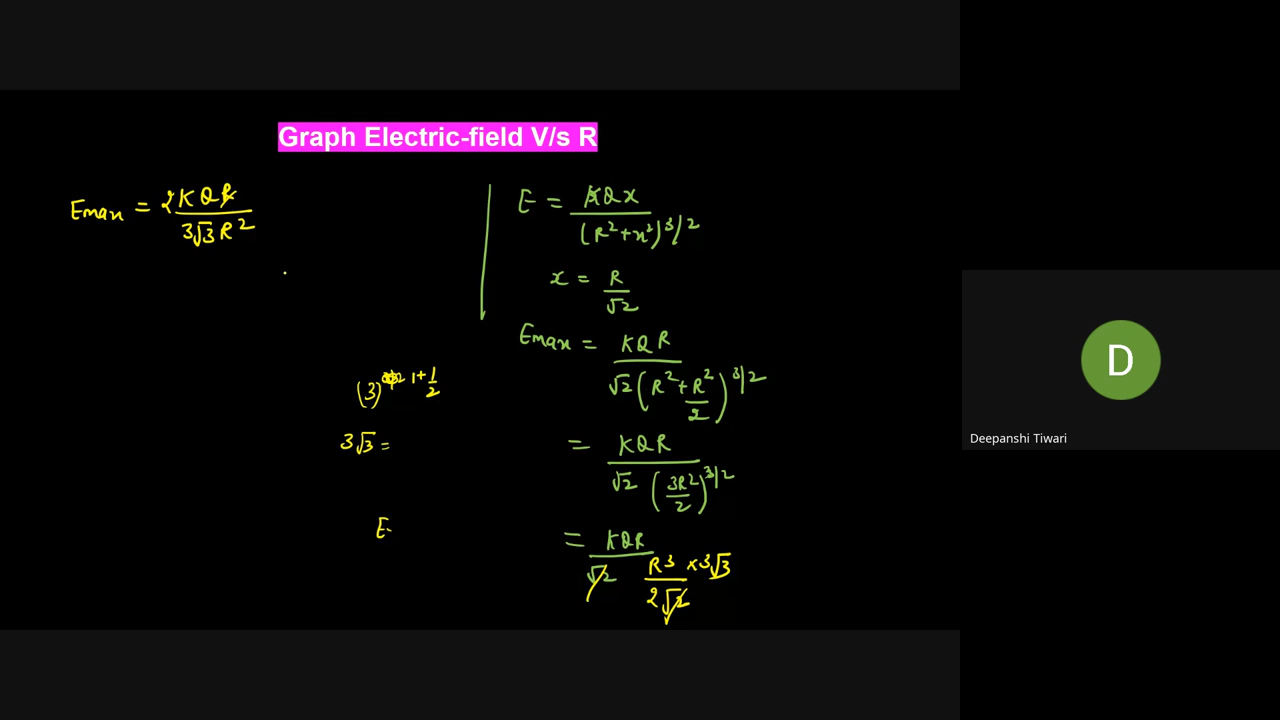 Graph Electric-field V/s R
Emax = 2KQR / 3√3 R²
E = KQx / (R²+x²)^3/2
x = R / √2
Emax = KQR / √2 (R² + R²/2)^3/2
(3)^1+1/2
3√3 =
= KQR / √2 (3R²/2)^3/2
E
= KQR / √2 R³ × 3√3 / 2√2
D
Deepanshi Tiwari